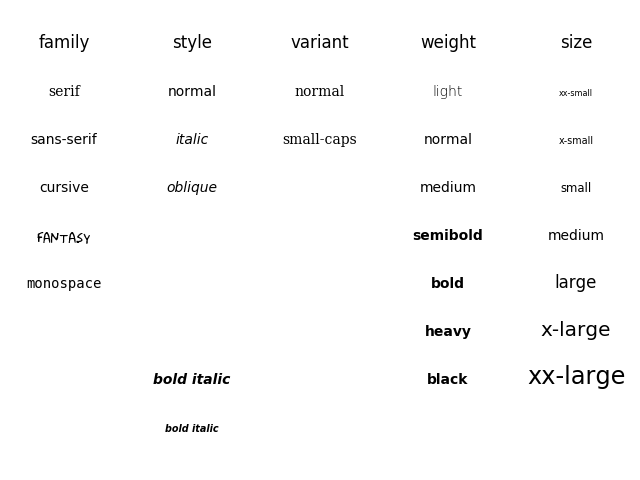 family style variant weight size
serif normal normal light xx-small
sans-serif italic small-caps normal x-small
cursive oblique medium small
fantasy semibold medium
monospace bold large
heavy x-large
bold italic black xx-large
bold italic